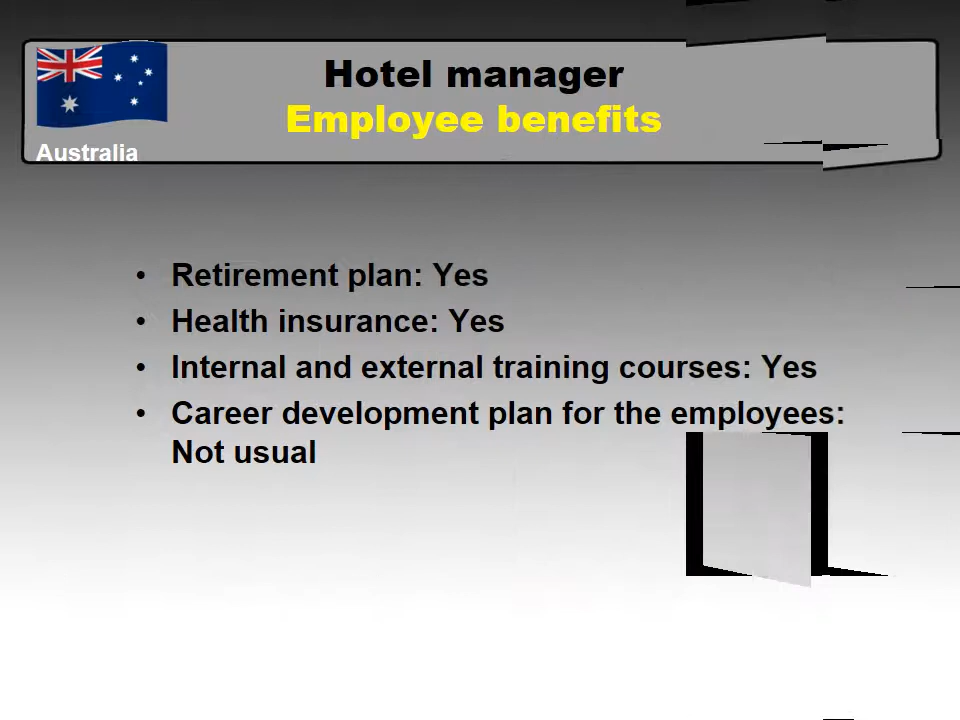 Hotel manager
Employee benefits
Australia
• Retirement plan: Yes
• Health insurance: Yes
• Internal and external training courses: Yes
• Career development plan for the employees:
Not usual